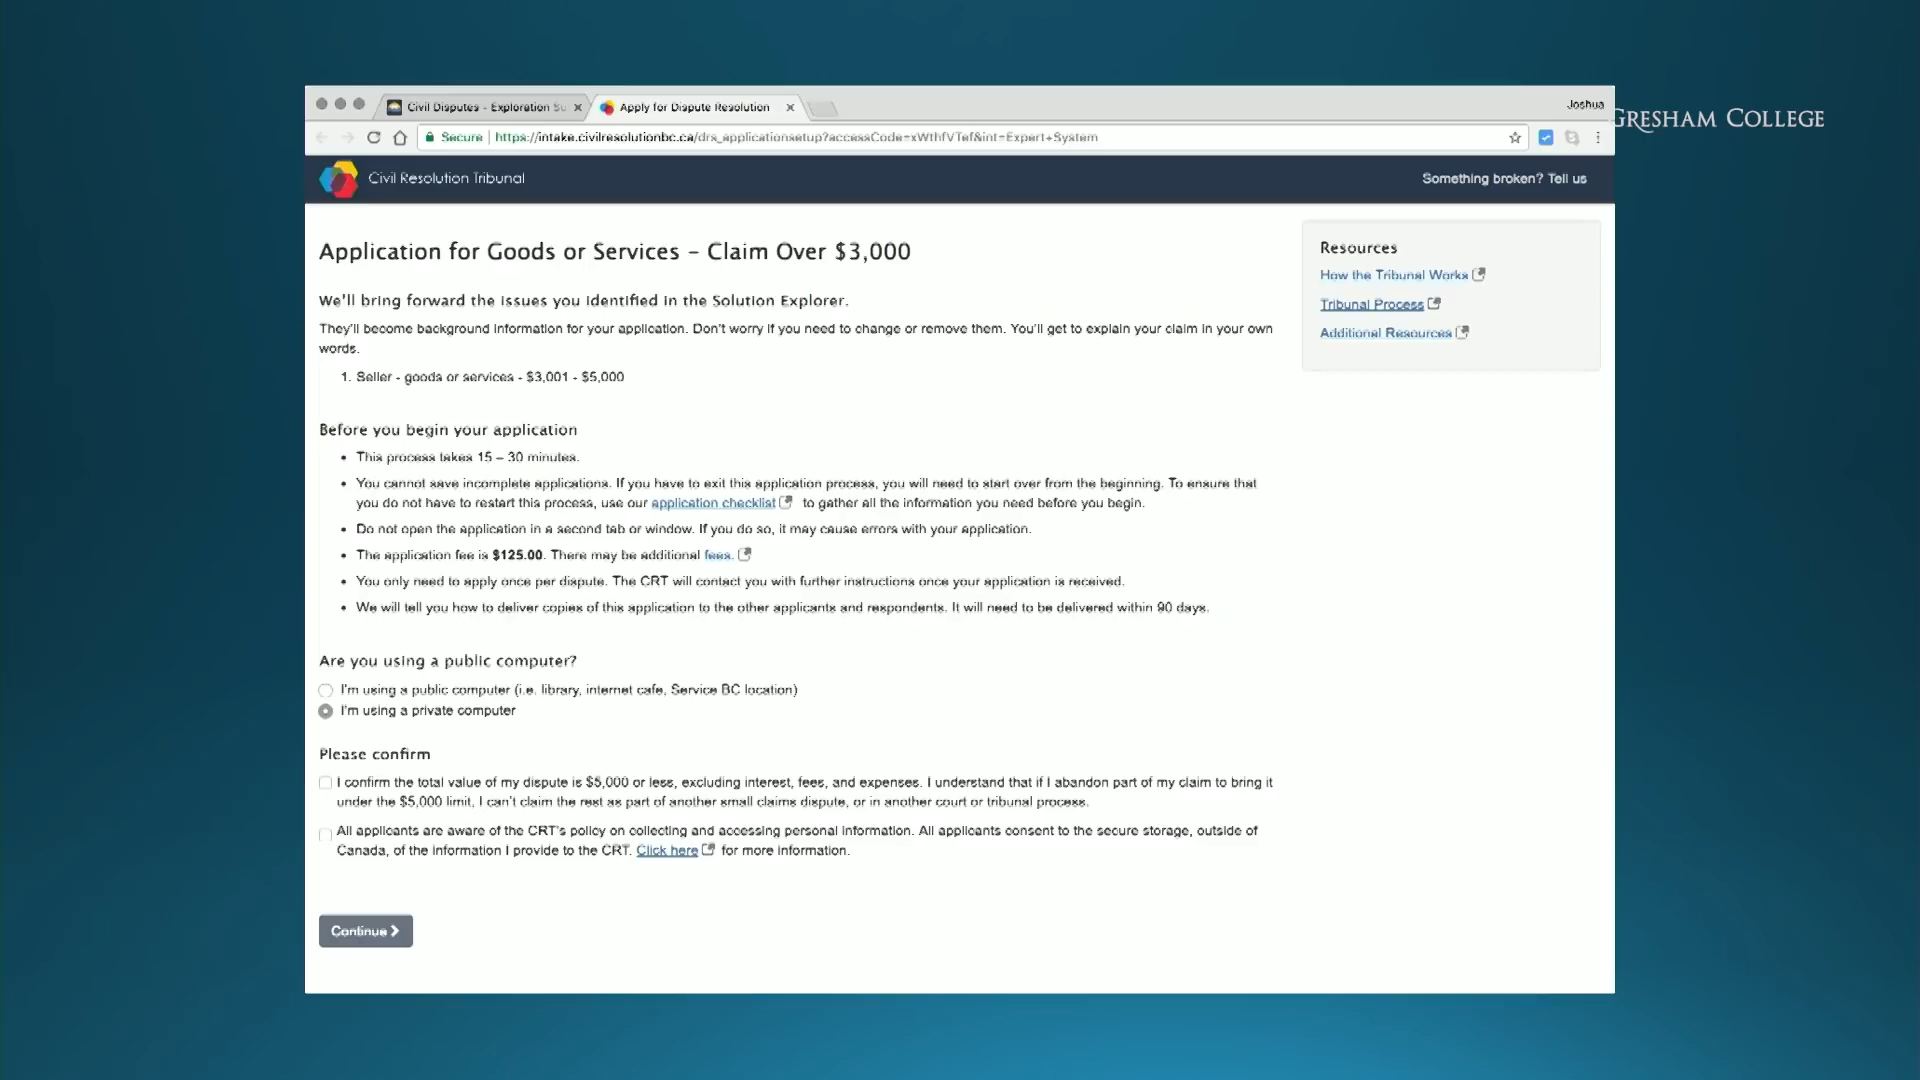 Civil Disputes - Exploration Su
Apply for Dispute Resolution
Joshua
GRESHAM COLLEGE
Secure | https://intake.civilresolutionbc.ca/drs_applicationsetup?accessCode=xWthfVTef&int=Expert+System
Civil Resolution Tribunal
Something broken? Tell us
Application for Goods or Services – Claim Over $3,000
We'll bring forward the issues you identified in the Solution Explorer.
They'll become background information for your application. Don't worry if you need to change or remove them. You'll get to explain your claim in your own
words.
1. Seller - goods or services - $3,001 - $5,000
Before you begin your application
• This process takes 15 – 30 minutes.
• You cannot save incomplete applications. If you have to exit this application process, you will need to start over from the beginning. To ensure that
you do not have to restart this process, use our application checklist to gather all the information you need before you begin.
• Do not open the application in a second tab or window. If you do so, it may cause errors with your application.
• The application fee is $125.00. There may be additional fees.
• You only need to apply once per dispute. The CRT will contact you with further instructions once your application is received.
• We will tell you how to deliver copies of this application to the other applicants and respondents. It will need to be delivered within 90 days.
Are you using a public computer?
I'm using a public computer (i.e. library, internet cafe, Service BC location)
I'm using a private computer
Please confirm
I confirm the total value of my dispute is $5,000 or less, excluding interest, fees, and expenses. I understand that if I abandon part of my claim to bring it
under the $5,000 limit, I can't claim the rest as part of another small claims dispute, or in another court or tribunal process.
All applicants are aware of the CRT's policy on collecting and accessing personal information. All applicants consent to the secure storage, outside of
Canada, of the information I provide to the CRT. Click here for more information.
Continue
Resources
How the Tribunal Works
Tribunal Process
Additional Resources